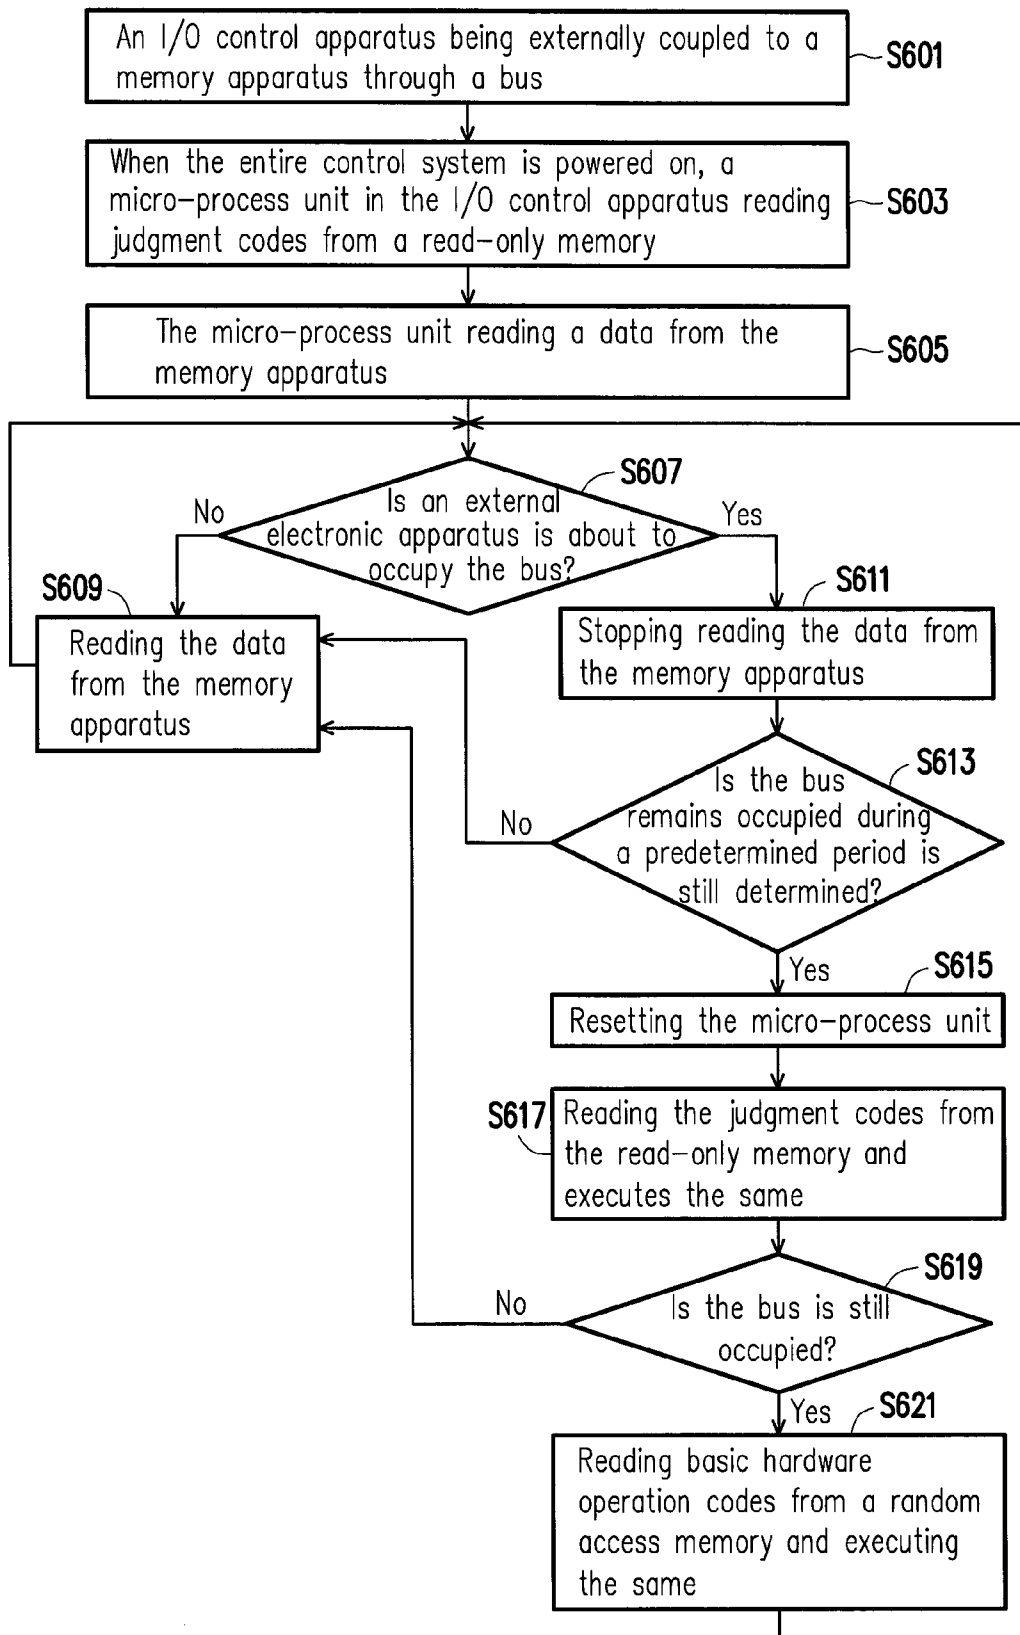 An I/O control apparatus being externally coupled to a
memory apparatus through a bus
S601
When the entire control system is powered on, a
micro-process unit in the I/O control apparatus reading
judgment codes from a read-only memory
S603
The micro-process unit reading a data from the
memory apparatus
S605
S607
Is an external
electronic apparatus is about to
occupy the bus?
No
Yes
S609
Reading the data
from the memory
apparatus
S611
Stopping reading the data from
the memory apparatus
S613
Is the bus
remains occupied during
a predetermined period is
still determined?
No
Yes
S615
Resetting the micro-process unit
S617
Reading the judgment codes from
the read-only memory and
executes the same
S619
Is the bus is still
occupied?
No
Yes
S621
Reading basic hardware
operation codes from a random
access memory and executing
the same